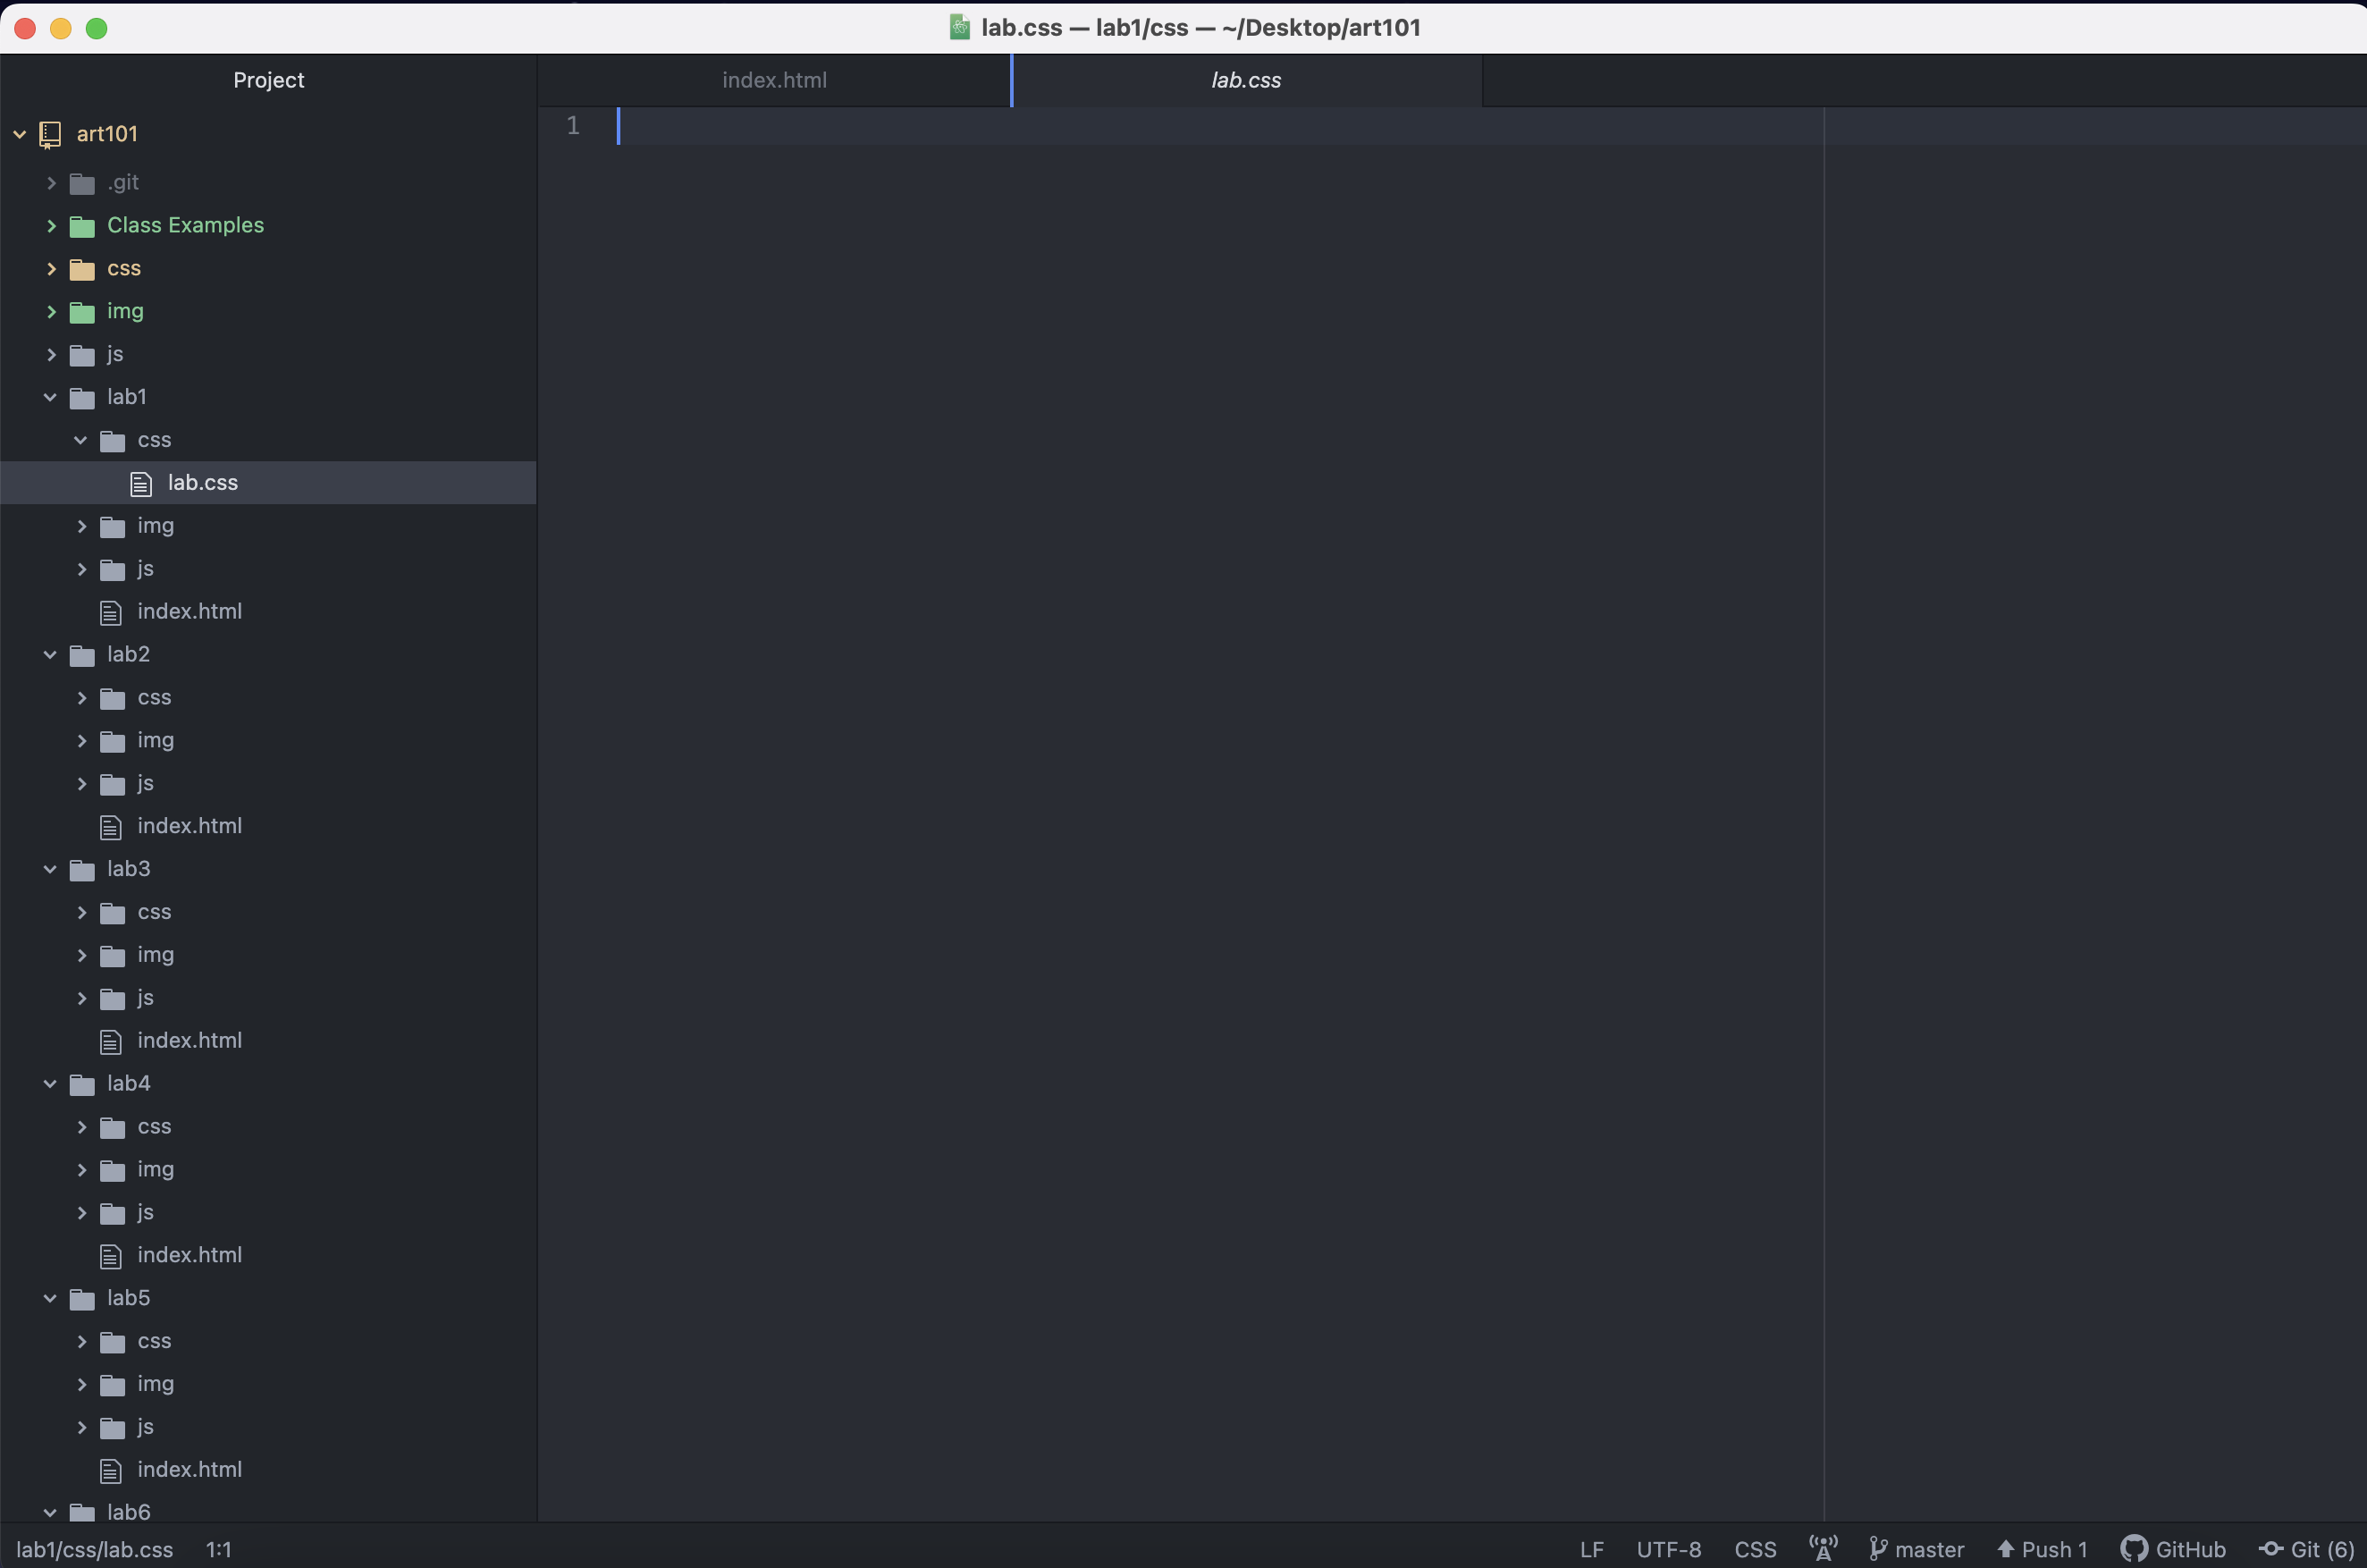 lab.css — lab1/css — ~/Desktop/art101
Project
index.html
lab.css
art101
.git
Class Examples
css
img
js
lab1
css
lab.css
img
js
index.html
lab2
css
img
js
index.html
lab3
css
img
js
index.html
lab4
css
img
js
index.html
lab5
css
img
js
index.html
lab6
1
lab1/css/lab.css 1:1
LF UTF-8 CSS master Push 1 GitHub Git (6)